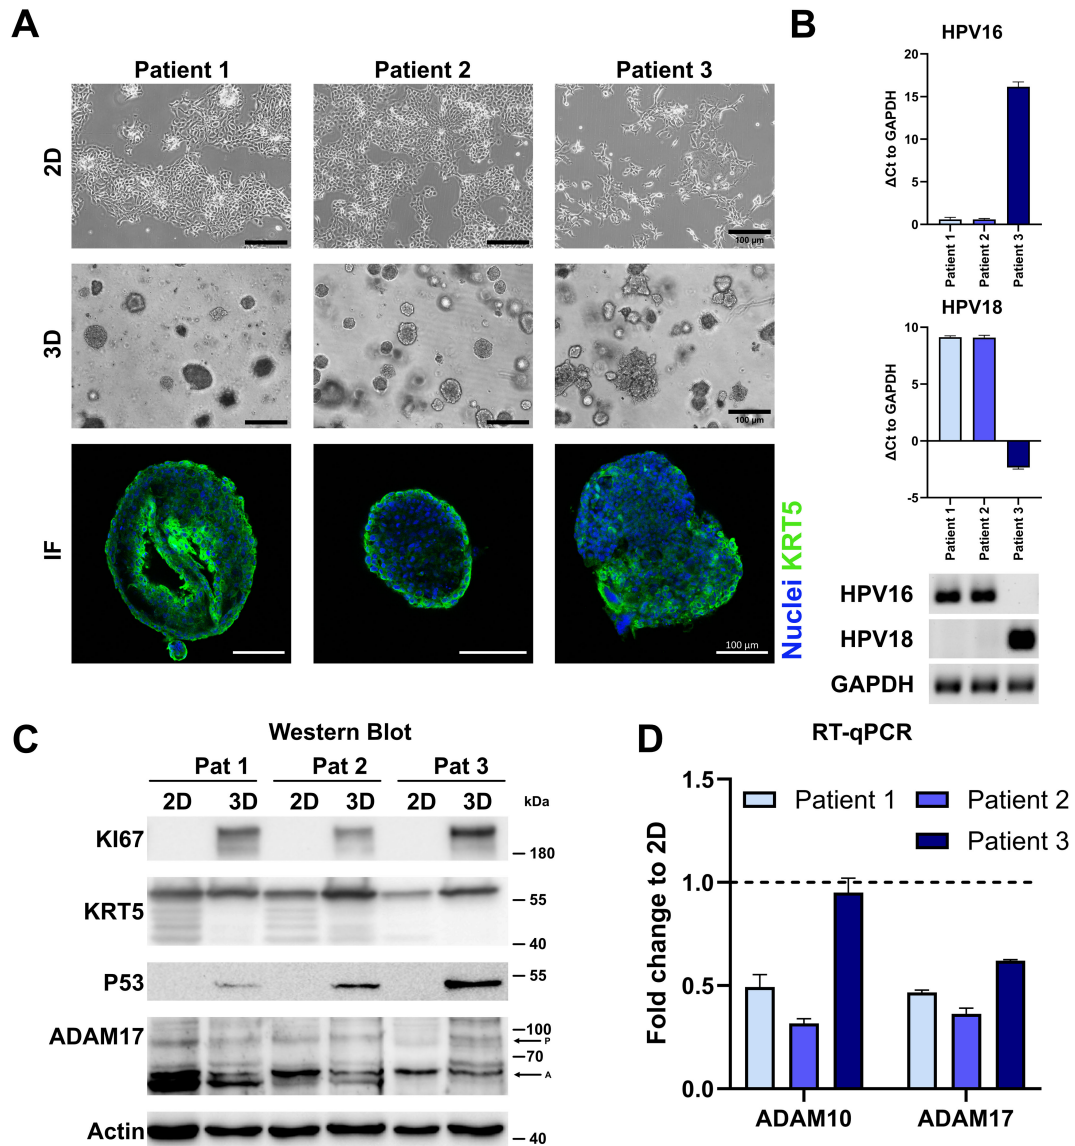 A
Patient 1
Patient 2
Patient 3
2D
100 µm
3D
100 µm
IF
100 µm
Nuclei KRT5
B
HPV16
ΔCt to GAPDH
20
15
10
5
0
Patient 1
Patient 2
Patient 3
HPV18
ΔCt to GAPDH
10
5
0
-5
Patient 1
Patient 2
Patient 3
HPV16
HPV18
GAPDH
C
Western Blot
Pat 1
Pat 2
Pat 3
2D
3D
2D
3D
2D
3D
kDa
KI67
180
KRT5
55
40
P53
55
ADAM17
100
P
70
A
Actin
40
D
RT-qPCR
Fold change to 2D
1.5
1.0
0.5
0.0
Patient 1
Patient 2
Patient 3
ADAM10
ADAM17